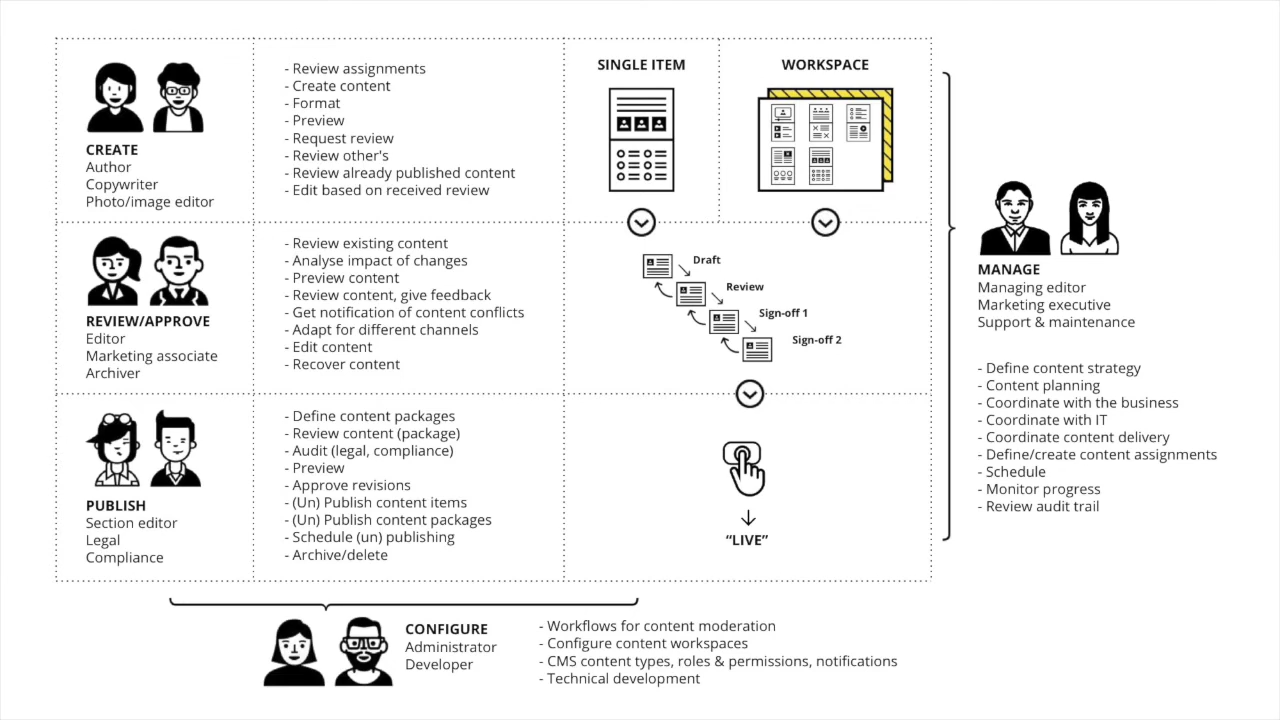 CREATE
Author
Copywriter
Photo/image editor
- Review assignments
- Create content
- Format
- Preview
- Request review
- Review other's
- Review already published content
- Edit based on received review
SINGLE ITEM
WORKSPACE
REVIEW/APPROVE
Editor
Marketing associate
Archiver
- Review existing content
- Analyse impact of changes
- Preview content
- Review content, give feedback
- Get notification of content conflicts
- Adapt for different channels
- Edit content
- Recover content
Draft
Review
Sign-off 1
Sign-off 2
PUBLISH
Section editor
Legal
Compliance
- Define content packages
- Review content (package)
- Audit (legal, compliance)
- Preview
- Approve revisions
- (Un) Publish content items
- (Un) Publish content packages
- Schedule (un) publishing
- Archive/delete
“LIVE”
MANAGE
Managing editor
Marketing executive
Support & maintenance
- Define content strategy
- Content planning
- Coordinate with the business
- Coordinate with IT
- Coordinate content delivery
- Define/create content assignments
- Schedule
- Monitor progress
- Review audit trail
CONFIGURE
Administrator
Developer
- Workflows for content moderation
- Configure content workspaces
- CMS content types, roles & permissions, notifications
- Technical development